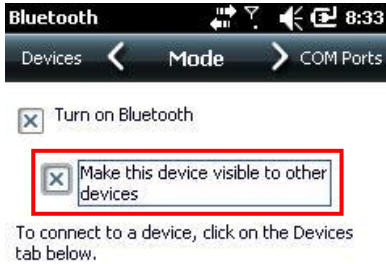 Bluetooth 8:33
Devices Mode COM Ports
Turn on Bluetooth
Make this device visible to other
devices
To connect to a device, click on the Devices
tab below.